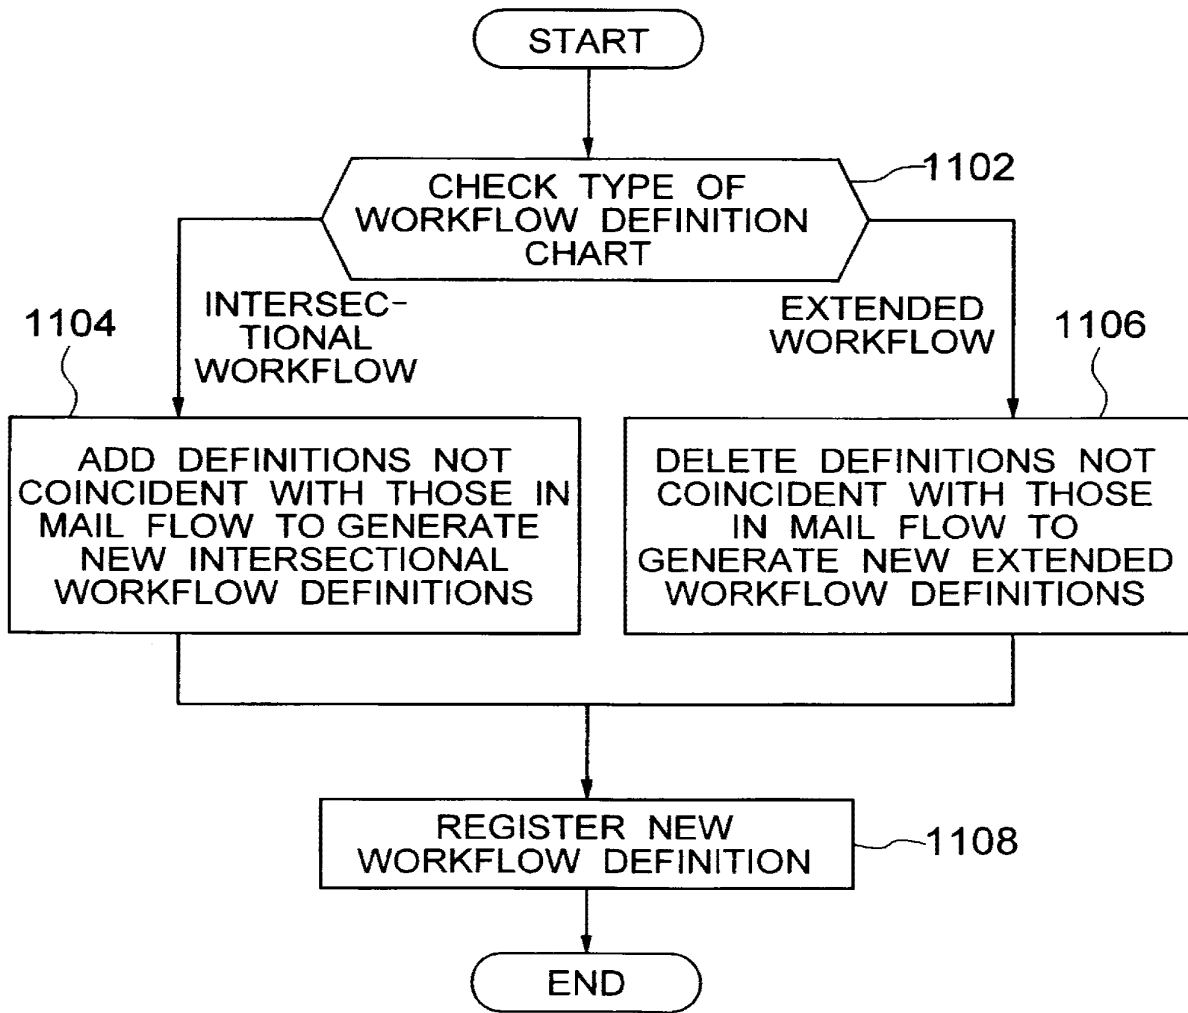 START
CHECK TYPE OF
WORKFLOW DEFINITION
CHART
1102
INTERSEC-
TIONAL
WORKFLOW
EXTENDED
WORKFLOW
1104
ADD DEFINITIONS NOT
COINCIDENT WITH THOSE IN
MAIL FLOW TO GENERATE
NEW INTERSECTIONAL
WORKFLOW DEFINITIONS
1106
DELETE DEFINITIONS NOT
COINCIDENT WITH THOSE
IN MAIL FLOW TO
GENERATE NEW EXTENDED
WORKFLOW DEFINITIONS
REGISTER NEW
WORKFLOW DEFINITION
1108
END